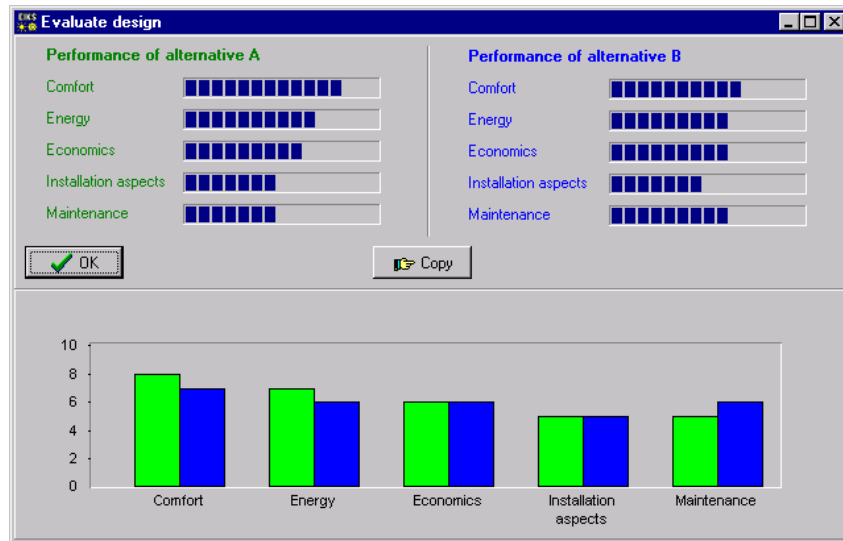 Evaluate design
Performance of alternative A
Comfort
Energy
Economics
Installation aspects
Maintenance
Performance of alternative B
Comfort
Energy
Economics
Installation aspects
Maintenance
OK
Copy
10
8
6
4
2
0
Comfort
Energy
Economics
Installation
aspects
Maintenance